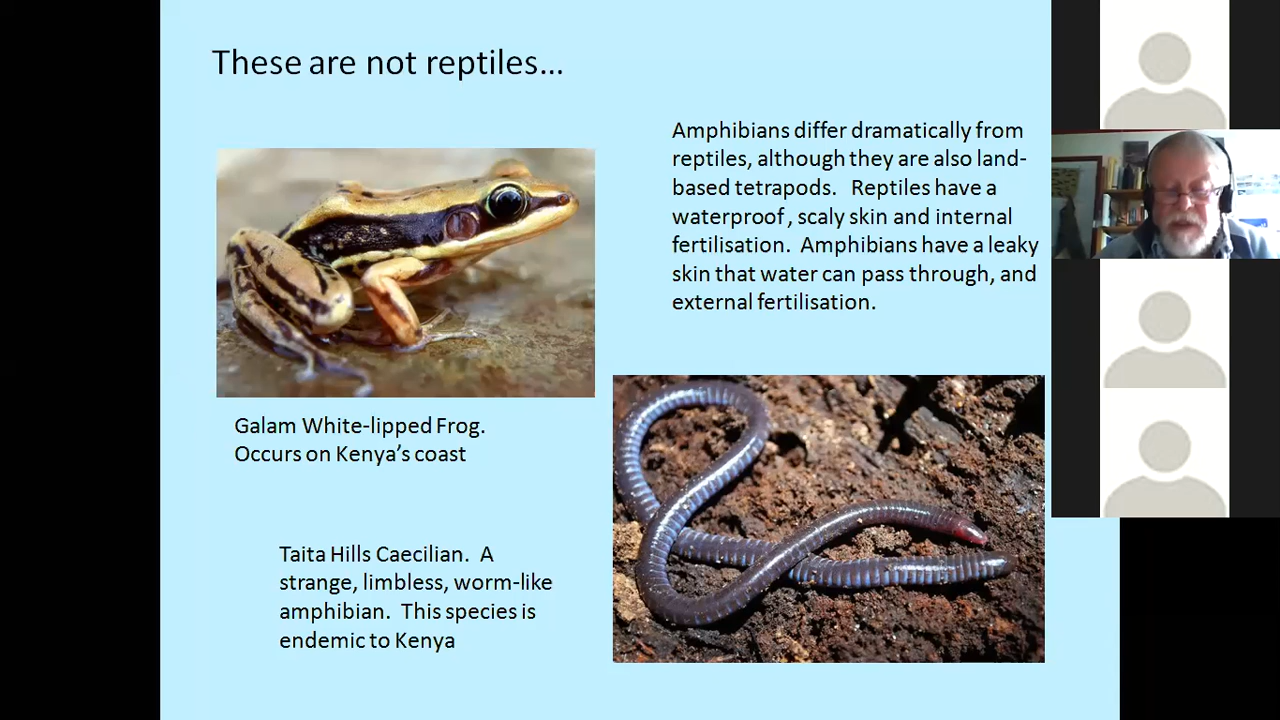 These are not reptiles...
Amphibians differ dramatically from
reptiles, although they are also land-
based tetrapods.  Reptiles have a
waterproof, scaly skin and internal
fertilisation.  Amphibians have a leaky
skin that water can pass through, and
external fertilisation.
Galam White-lipped Frog.
Occurs on Kenya’s coast
Taita Hills Caecilian.  A
strange, limbless, worm-like
amphibian.  This species is
endemic to Kenya